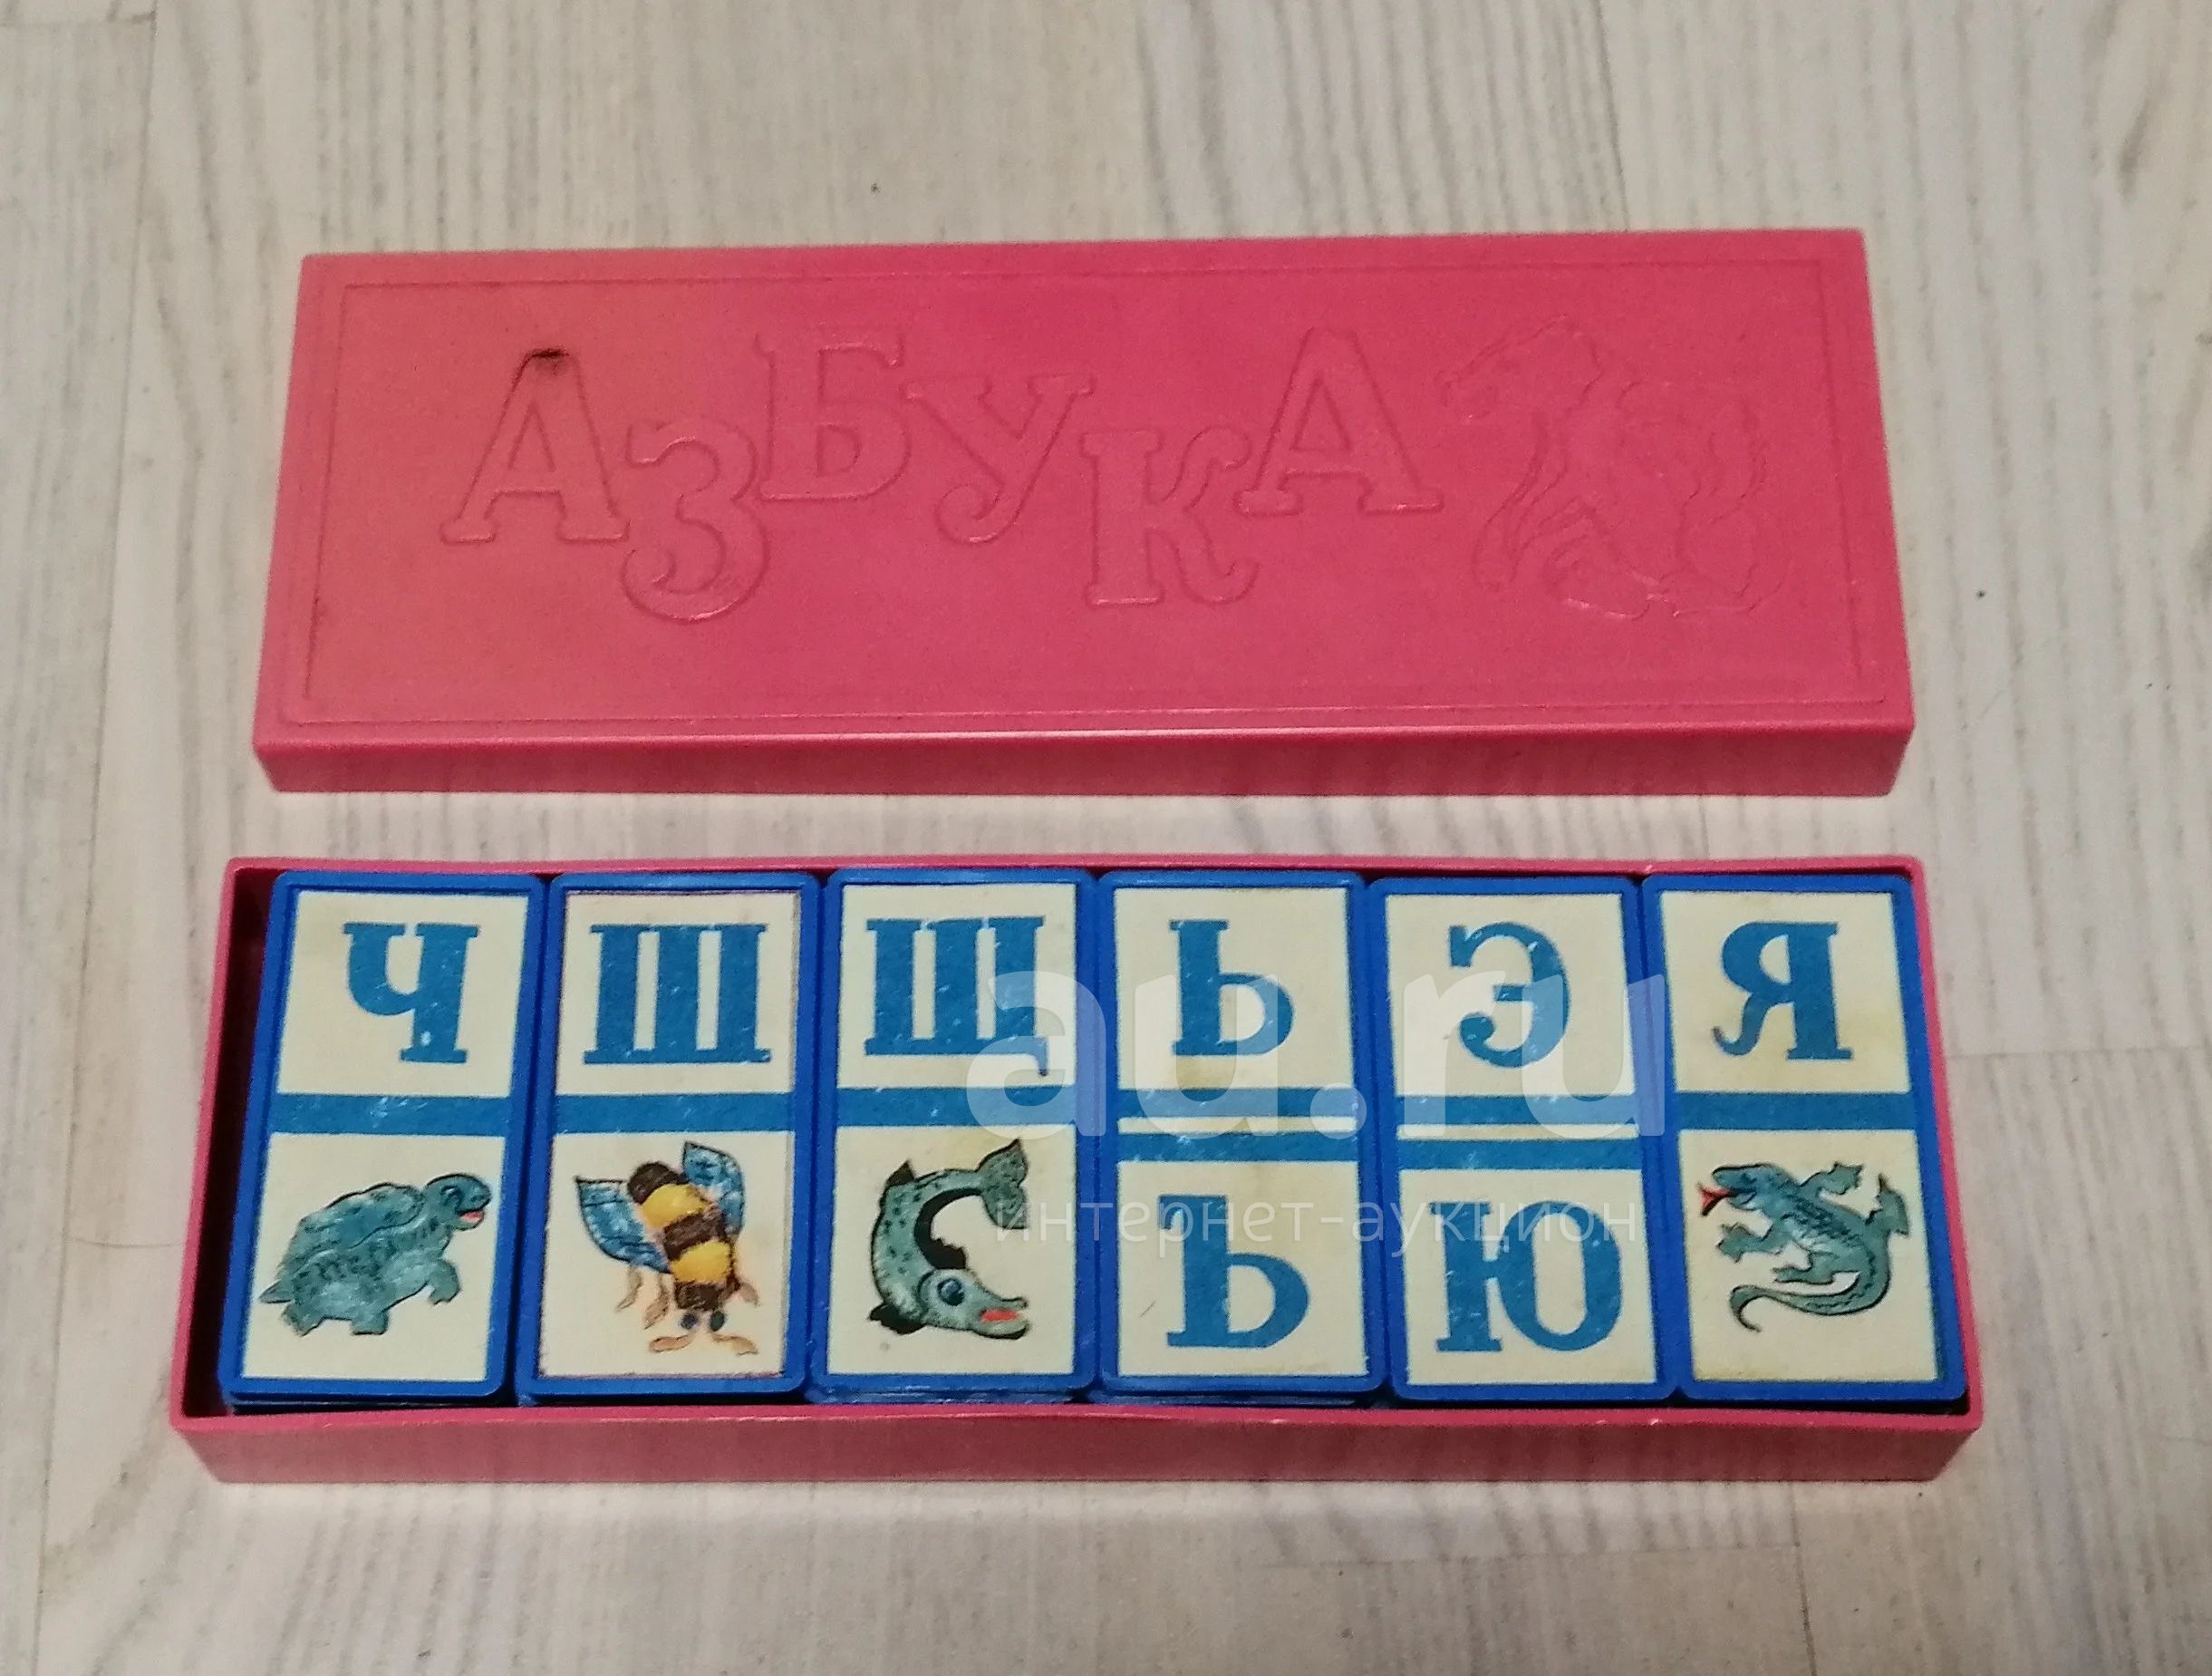 АЗБУКА
Ч Ш Щ Ь Э Я
au.ru
Ъ Ю
интернет-аукцион